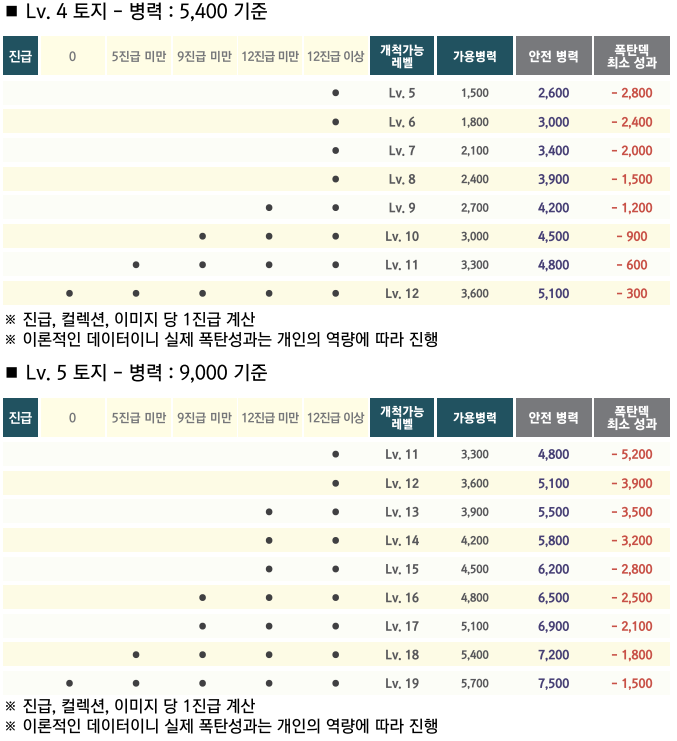 ■ Lv. 4 토지 - 병력 : 5,400 기준
진급 0 5진급 미만 9진급 미만 12진급 미만 12진급 이상 개척가능 레벨 가용병력 안전 병력 폭탄덱 최소 성과
● Lv. 5 1,500 2,600 - 2,800
● Lv. 6 1,800 3,000 - 2,400
● Lv. 7 2,100 3,400 - 2,000
● Lv. 8 2,400 3,900 - 1,500
● ● Lv. 9 2,700 4,200 - 1,200
● ● ● Lv. 10 3,000 4,500 - 900
● ● ● ● Lv. 11 3,300 4,800 - 600
● ● ● ● ● Lv. 12 3,600 5,100 - 300
※ 진급, 컬렉션, 이미지 당 1진급 계산
※ 이론적인 데이터이니 실제 폭탄성과는 개인의 역량에 따라 진행
■ Lv. 5 토지 - 병력 : 9,000 기준
진급 0 5진급 미만 9진급 미만 12진급 미만 12진급 이상 개척가능 레벨 가용병력 안전 병력 폭탄덱 최소 성과
● Lv. 11 3,300 4,800 - 5,200
● Lv. 12 3,600 5,100 - 3,900
● ● Lv. 13 3,900 5,500 - 3,500
● ● Lv. 14 4,200 5,800 - 3,200
● ● Lv. 15 4,500 6,200 - 2,800
● ● ● Lv. 16 4,800 6,500 - 2,500
● ● ● Lv. 17 5,100 6,900 - 2,100
● ● ● ● Lv. 18 5,400 7,200 - 1,800
● ● ● ● ● Lv. 19 5,700 7,500 - 1,500
※ 진급, 컬렉션, 이미지 당 1진급 계산
※ 이론적인 데이터이니 실제 폭탄성과는 개인의 역량에 따라 진행